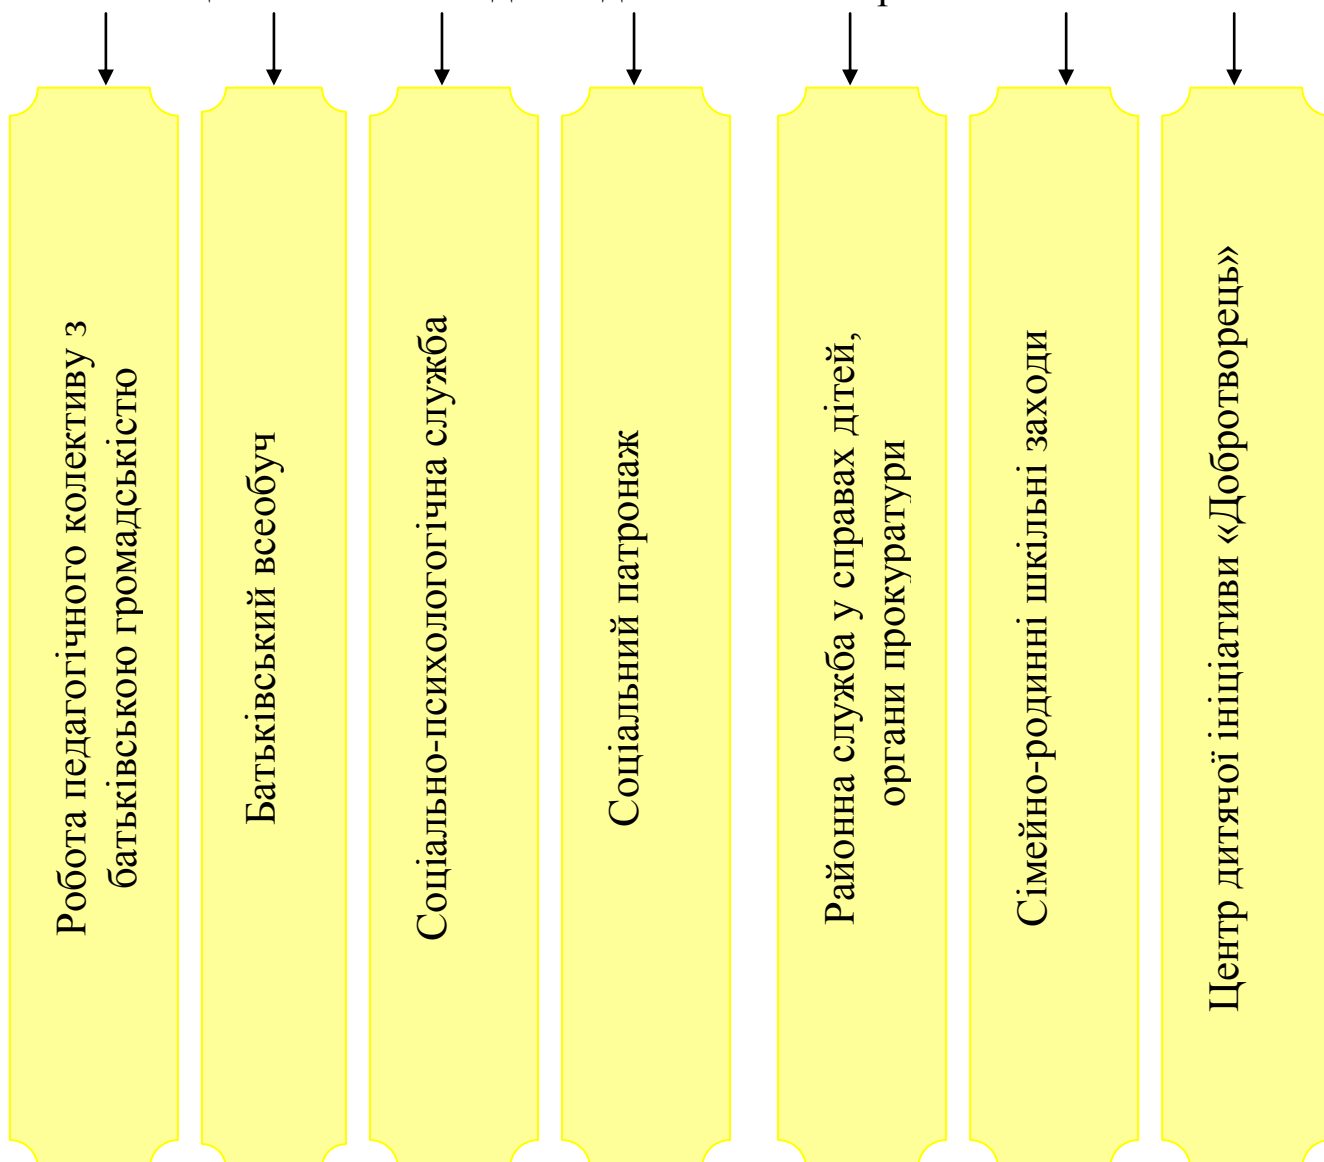 Робота педагогічного колективу з
батьківською громадськістю
Батьківський всеобуч
Соціально-психологогічна служба
Соціальний патронаж
Районна служба у справах дітей,
органи прокуратури
Сімейно-родинні шкільні заходи
Центр дитячої ініціативи «Добротворець»